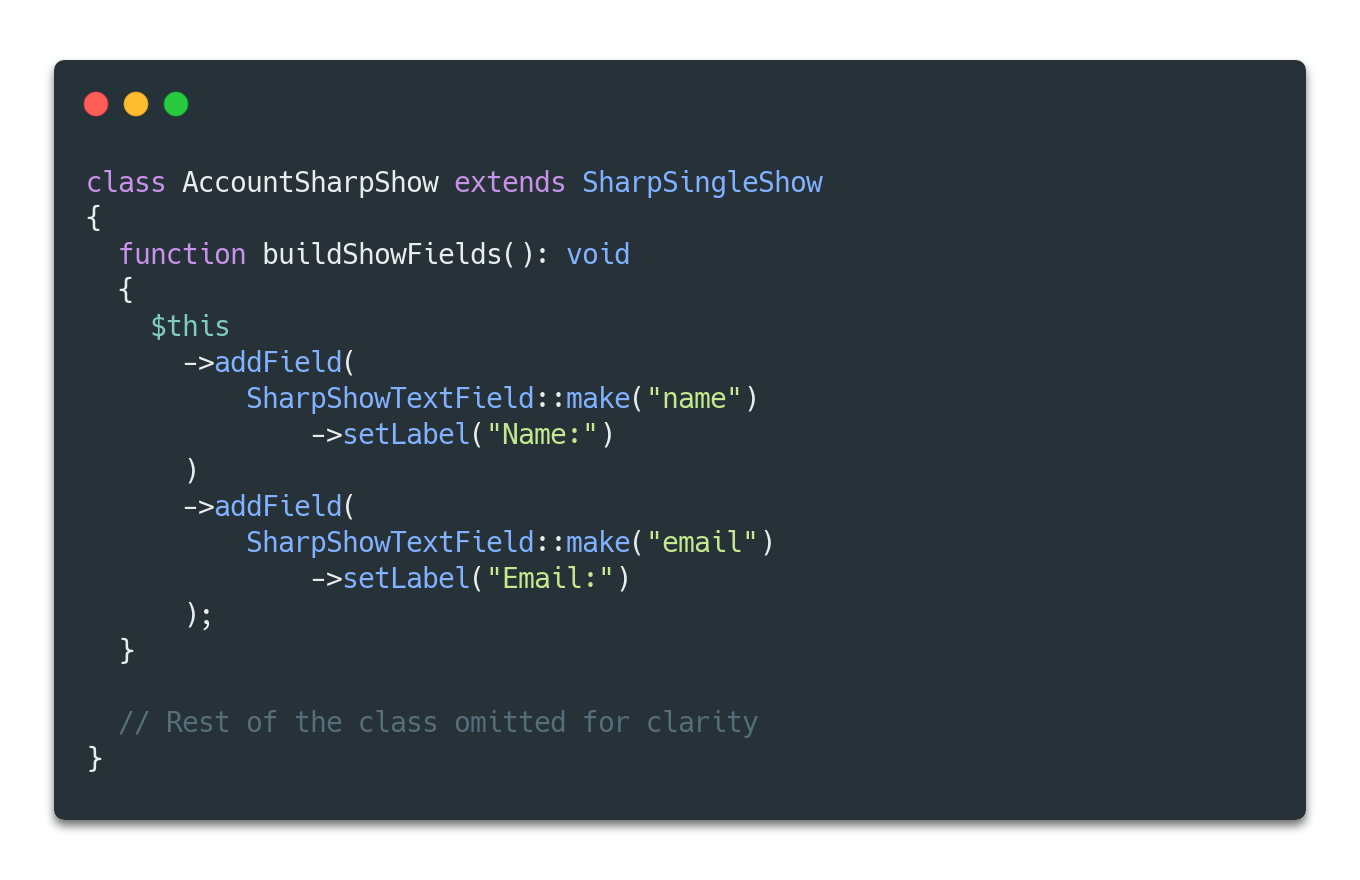 class AccountSharpShow extends SharpSingleShow
{
  function buildShowFields(): void
  {
    $this
      ->addField(
          SharpShowTextField::make("name")
              ->setLabel("Name:")
      )
      ->addField(
          SharpShowTextField::make("email")
              ->setLabel("Email:")
      );
  }

  // Rest of the class omitted for clarity
}